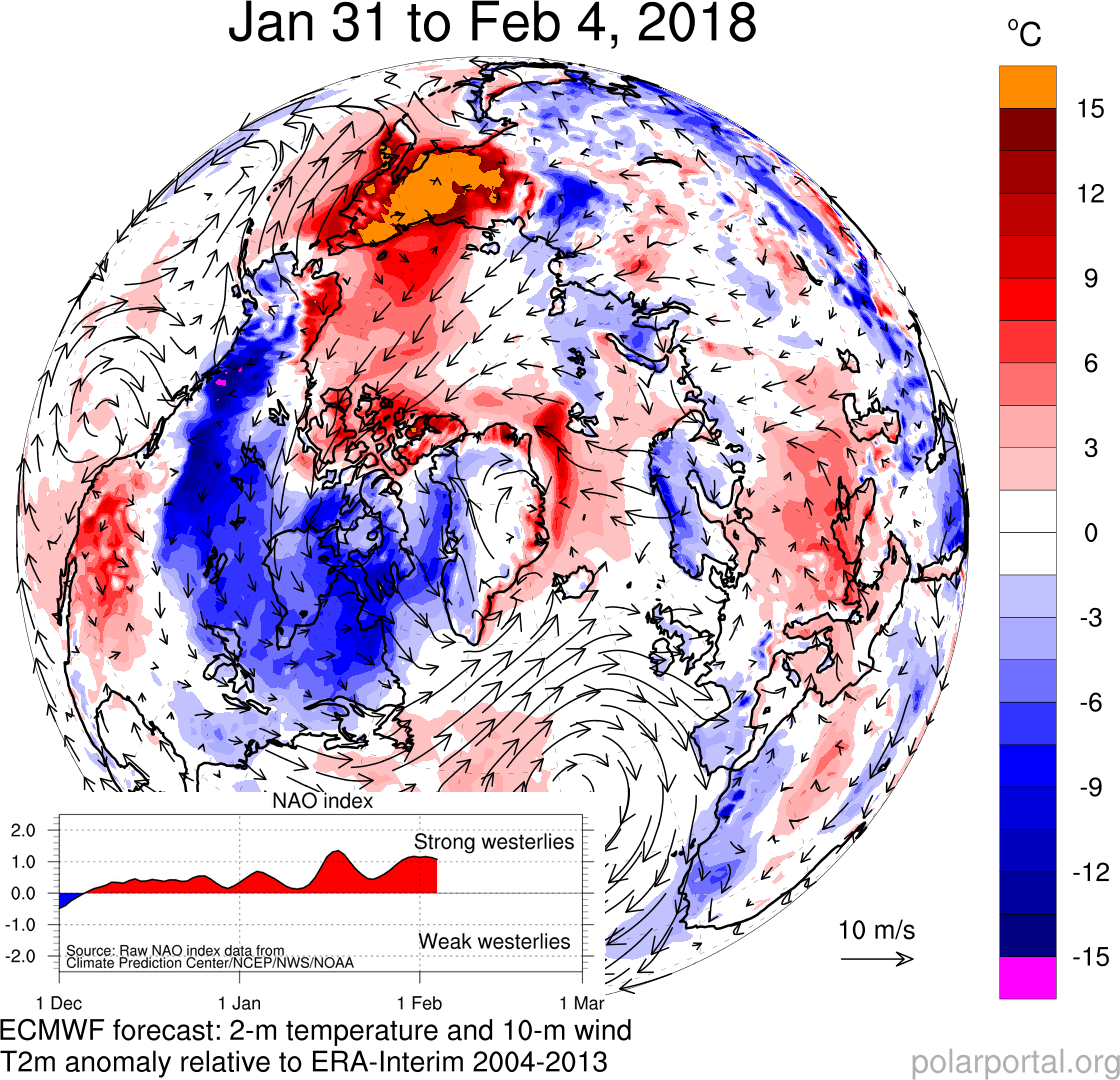 Jan 31 to Feb 4, 2018
°C
15
12
9
6
3
0
-3
-6
-9
-12
-15
10 m/s
NAO index
2.0
1.0
0.0
-1.0
-2.0
Strong westerlies
Weak westerlies
Source: Raw NAO index data from
Climate Prediction Center/NCEP/NWS/NOAA
1 Dec
1 Jan
1 Feb
1 Mar
ECMWF forecast: 2-m temperature and 10-m wind
T2m anomaly relative to ERA-Interim 2004-2013
polarportal.org